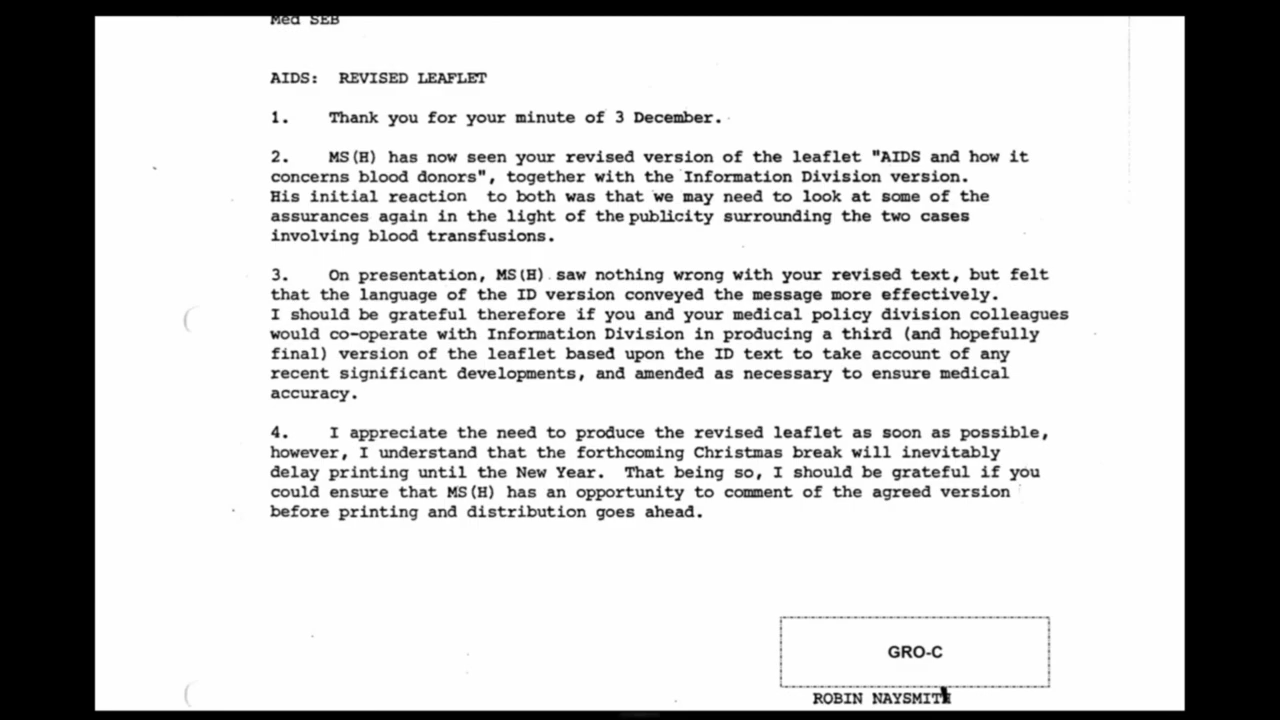 Med SEB
AIDS: REVISED LEAFLET
1. Thank you for your minute of 3 December.
2. MS(H) has now seen your revised version of the leaflet "AIDS and how it
concerns blood donors", together with the Information Division version.
His initial reaction to both was that we may need to look at some of the
assurances again in the light of the publicity surrounding the two cases
involving blood transfusions.
3. On presentation, MS(H) saw nothing wrong with your revised text, but felt
that the language of the ID version conveyed the message more effectively.
I should be grateful therefore if you and your medical policy division colleagues
would co-operate with Information Division in producing a third (and hopefully
final) version of the leaflet based upon the ID text to take account of any
recent significant developments, and amended as necessary to ensure medical
accuracy.
4. I appreciate the need to produce the revised leaflet as soon as possible,
however, I understand that the forthcoming Christmas break will inevitably
delay printing until the New Year. That being so, I should be grateful if you
could ensure that MS(H) has an opportunity to comment of the agreed version
before printing and distribution goes ahead.
GRO-C
ROBIN NAYSMITH